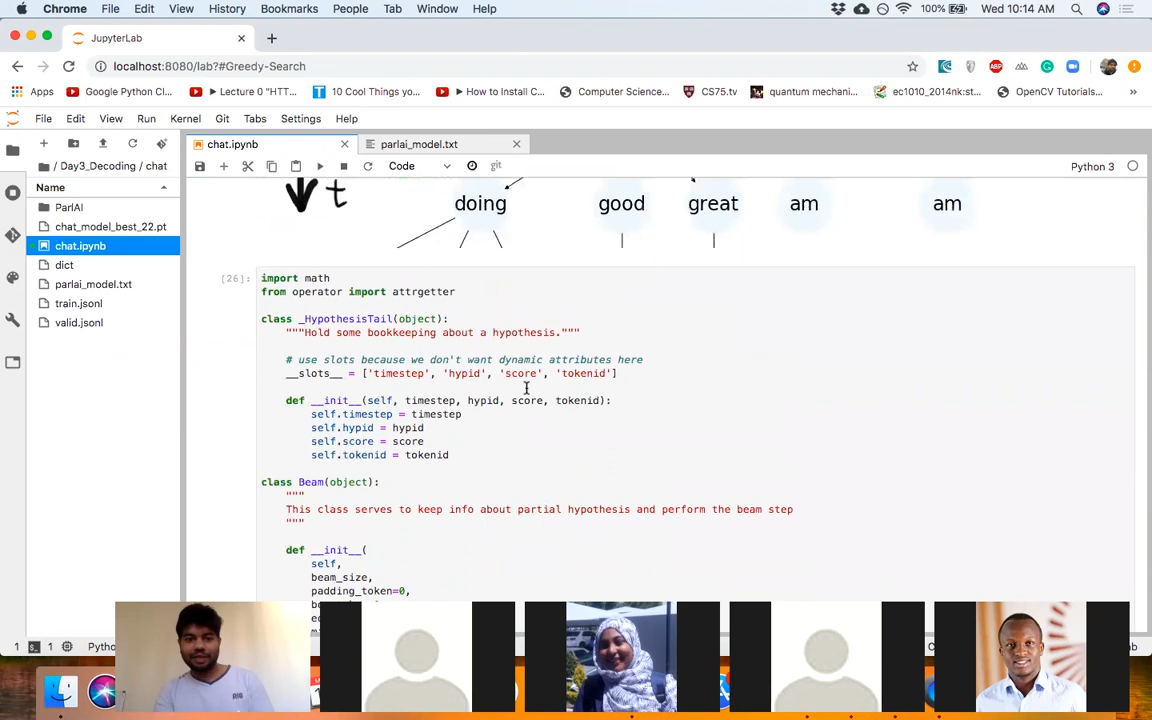 Chrome File Edit View History Bookmarks People Tab Window Help 100% Wed 10:14 AM
JupyterLab
localhost:8080/lab?#Greedy-Search
Apps Google Python Cl... ▶ Lecture 0 "HTT... 10 Cool Things yo... ▶ How to Install C... Computer Science... CS75.tv quantum mechani... ec1010_2014nk:st... OpenCV Tutorials... »
File Edit View Run Kernel Git Tabs Settings Help
chat.ipynb parlai_model.txt
Code git Python 3
/ Day3_Decoding / chat
Name
ParlAI
chat_model_best_22.pt
chat.ipynb
dict
parlai_model.txt
train.jsonl
valid.jsonl
t
doing good great am am
[26]:
import math
from operator import attrgetter
class _HypothesisTail(object):
"""Hold some bookkeeping about a hypothesis."""
# use slots because we don't want dynamic attributes here
__slots__ = ['timestep', 'hypid', 'score', 'tokenid']
def __init__(self, timestep, hypid, score, tokenid):
self.timestep = timestep
self.hypid = hypid
self.score = score
self.tokenid = tokenid
class Beam(object):
"""
This class serves to keep info about partial hypothesis and perform the beam step
"""
def __init__(
self,
beam_size,
padding_token=0,
1 1 Pytho